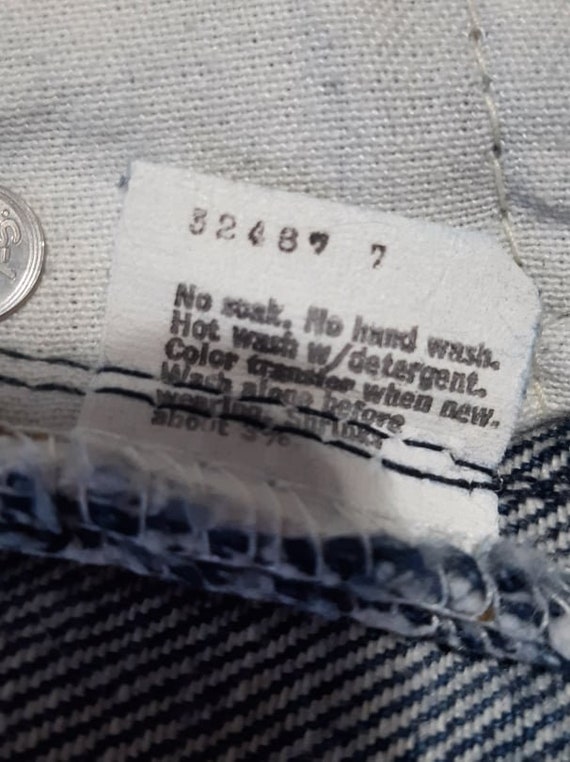 32487 7
No soak. No hand wash.
Hot wash w/detergent.
Color transfer when new.
Wash alone before
wearing. Shrinks
about 3%